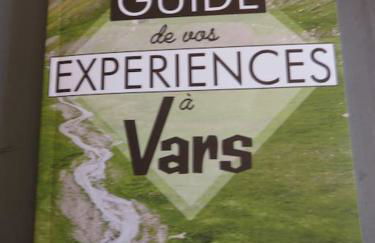 GUIDE
de vos
EXPERIENCES
à
Vars